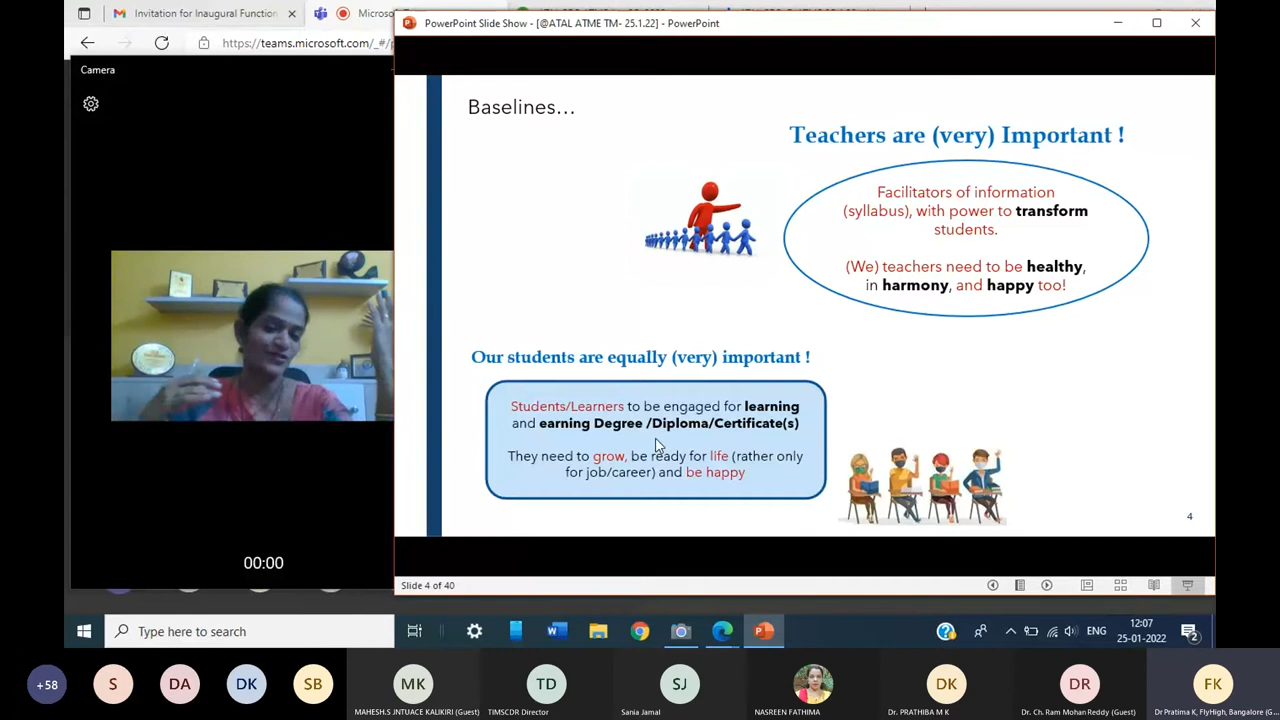 Invitation for Inaugural Function
https://teams.microsoft.com/_#/
Camera
00:00
PowerPoint Slide Show - [@ATAL ATME TM- 25.1.22] - PowerPoint
Baselines...
Teachers are (very) Important !
Facilitators of information
(syllabus), with power to transform
students.
(We) teachers need to be healthy,
in harmony, and happy too!
Our students are equally (very) important !
Students/Learners to be engaged for learning
and earning Degree /Diploma/Certificate(s)
They need to grow, be ready for life (rather only
for job/career) and be happy
4
Slide 4 of 40
Type here to search
ENG
12:07
25-01-2022
2
+58
S
DA
DK
SB
MK
MAHESH.S JNTUACE KALIKIRI (Guest)
TD
TIMSCDR Director
SJ
Sania Jamal
NASREEN FATHIMA
DK
Dr. PRATHIBA M K
DR
Dr. Ch. Ram Mohan Reddy (Guest)
FK
Dr Pratima K, FlyHigh, Bangalore (G...